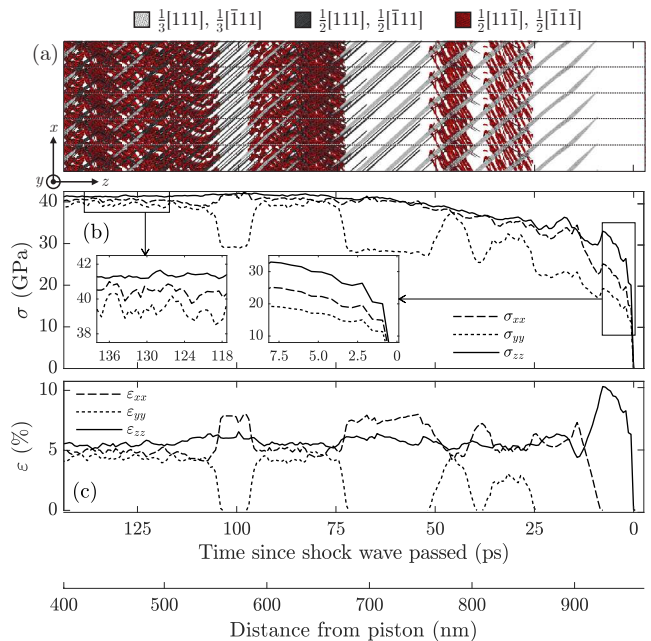 1/3[111], 1/3[1̄11] 1/2[111], 1/2[1̄11] 1/2[111̄], 1/2[1̄11̄]
(a)
x
y z
40
30
20
10
0
σ (GPa)
(b)
42
40
38
136 130 124 118
30
20
10
7.5 5.0 2.5 0
σxx
σyy
σzz
10
5
0
ε (%)
εxx
εyy
εzz
(c)
125 100 75 50 25 0
Time since shock wave passed (ps)
400 500 600 700 800 900
Distance from piston (nm)